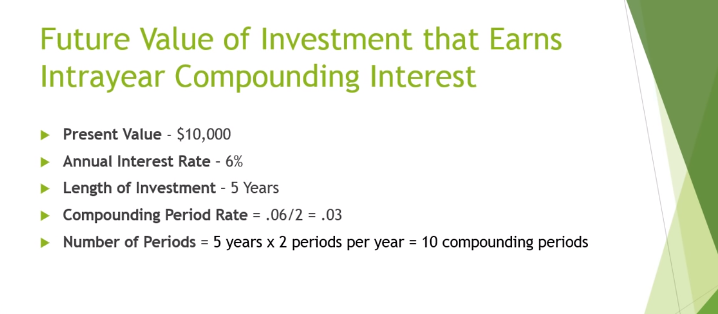 Future Value of Investment that Earns
Intrayear Compounding Interest
Present Value - $10,000
Annual Interest Rate – 6%
Length of Investment – 5 Years
Compounding Period Rate = .06/2 = .03
Number of Periods = 5 years x 2 periods per year = 10 compounding periods